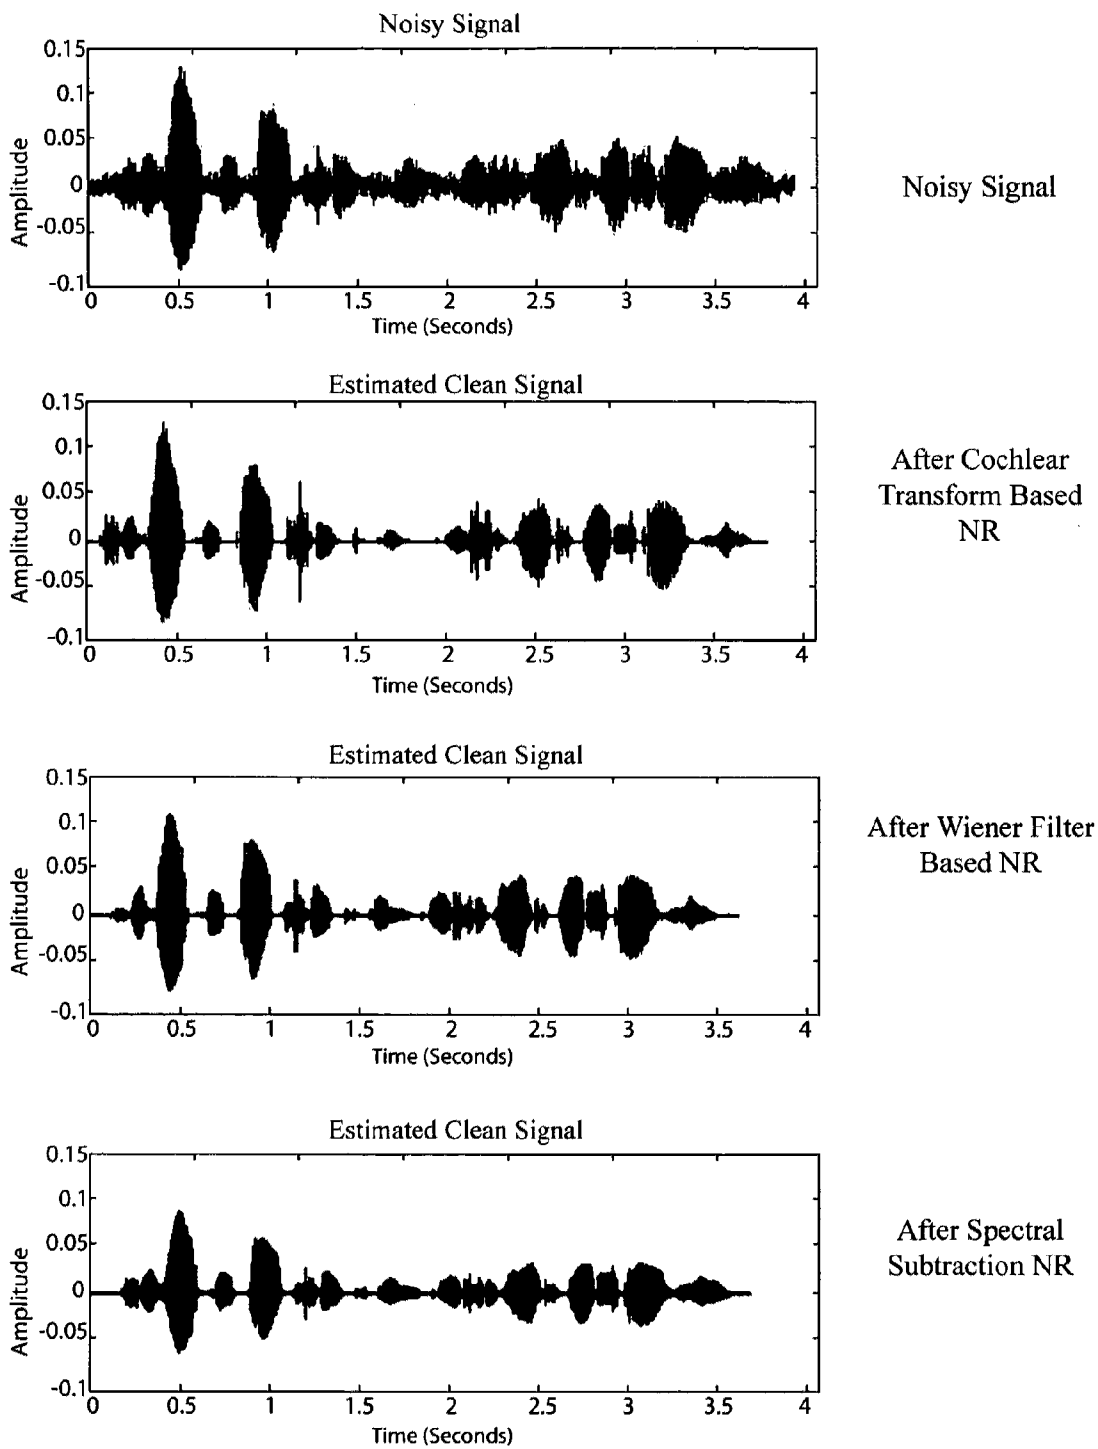 Noisy Signal
0.15
0.1
0.05
0
-0.05
-0.1
Amplitude
0 0.5 1 1.5 2 2.5 3 3.5 4
Time (Seconds)
Noisy Signal
Estimated Clean Signal
0.15
0.1
0.05
0
-0.05
-0.1
Amplitude
0 0.5 1 1.5 2 2.5 3 3.5 4
Time (Seconds)
After Cochlear
Transform Based
NR
Estimated Clean Signal
0.15
0.1
0.05
0
-0.05
-0.1
Amplitude
0 0.5 1 1.5 2 2.5 3 3.5 4
Time (Seconds)
After Wiener Filter
Based NR
Estimated Clean Signal
0.15
0.1
0.05
0
-0.05
-0.1
Amplitude
0 0.5 1 1.5 2 2.5 3 3.5 4
Time (Seconds)
After Spectral
Subtraction NR